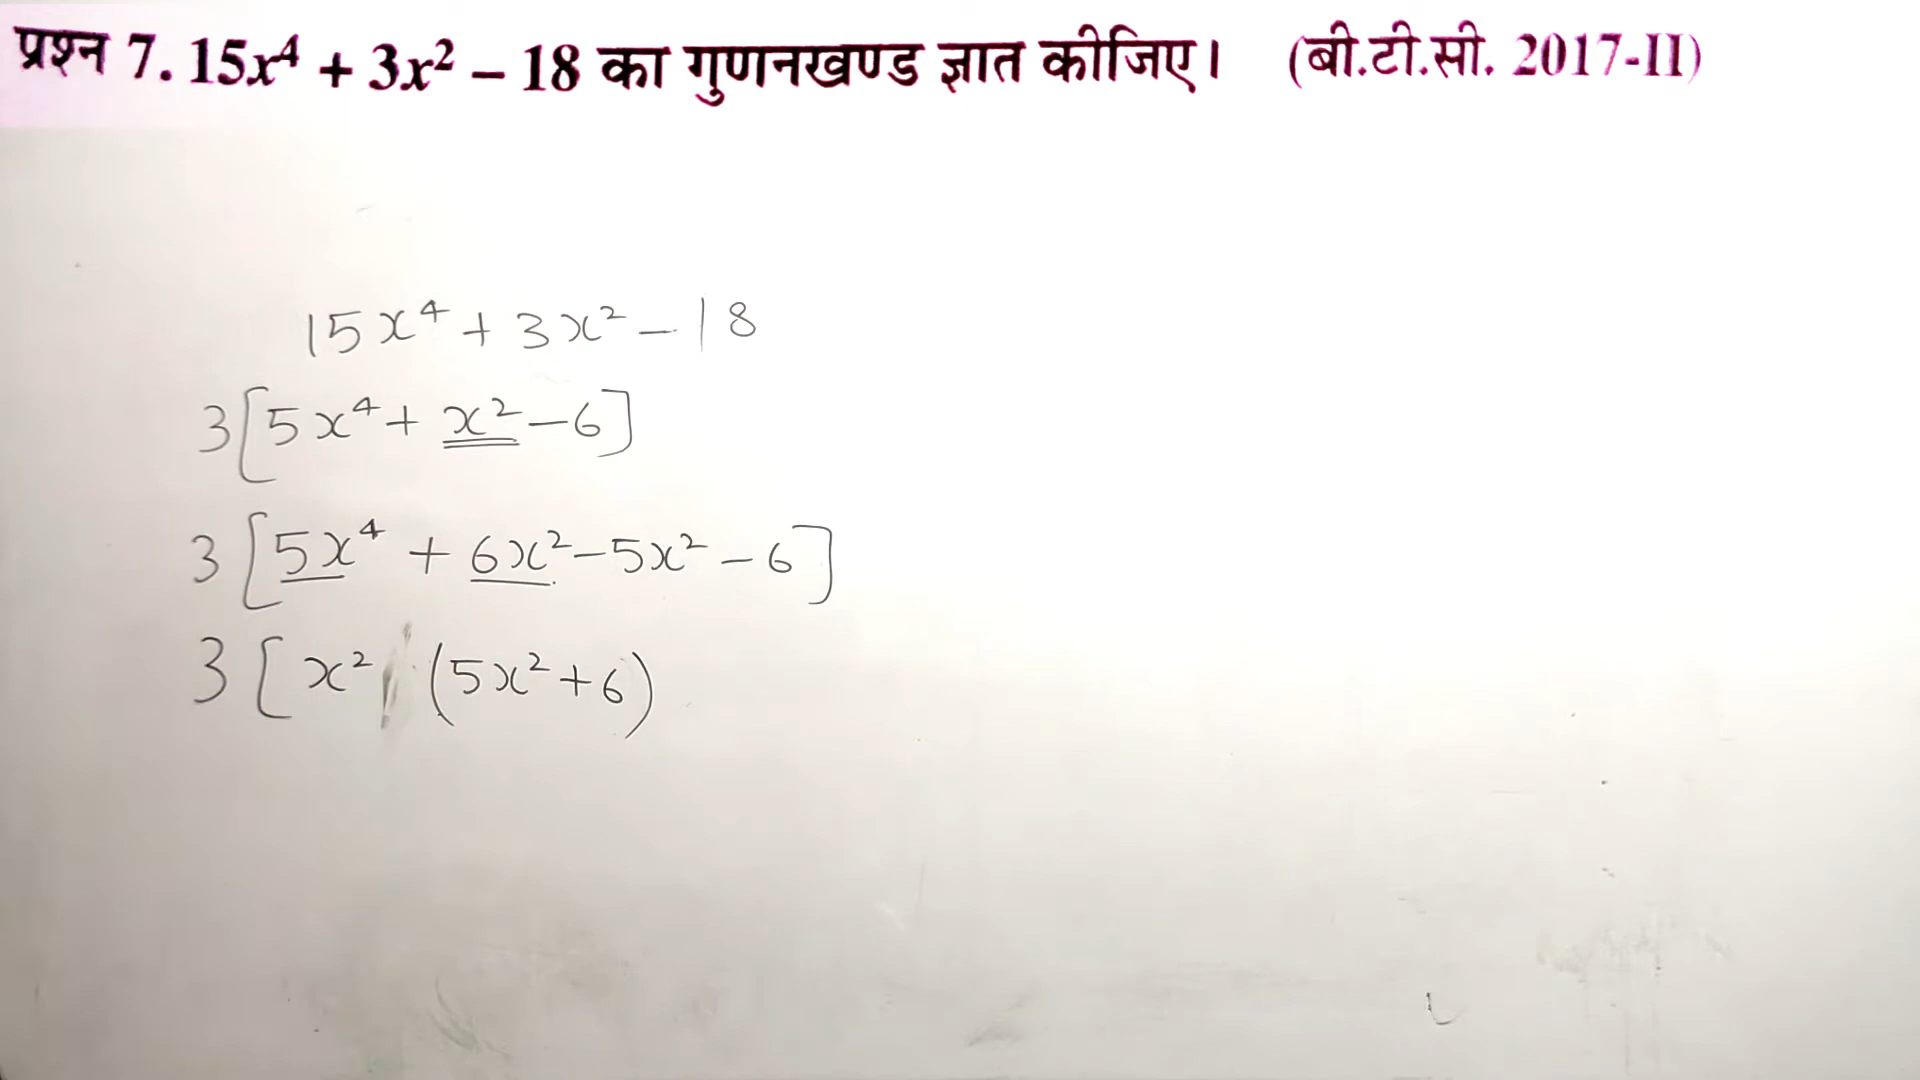 प्रश्न 7. 15x⁴ + 3x² – 18 का गुणनखण्ड ज्ञात कीजिए। (बी.टी.सी. 2017-II)
15x⁴ + 3x² – 18
3[5x⁴ + x² – 6]
3[5x⁴ + 6x² – 5x² – 6]
3[x² (5x² + 6)